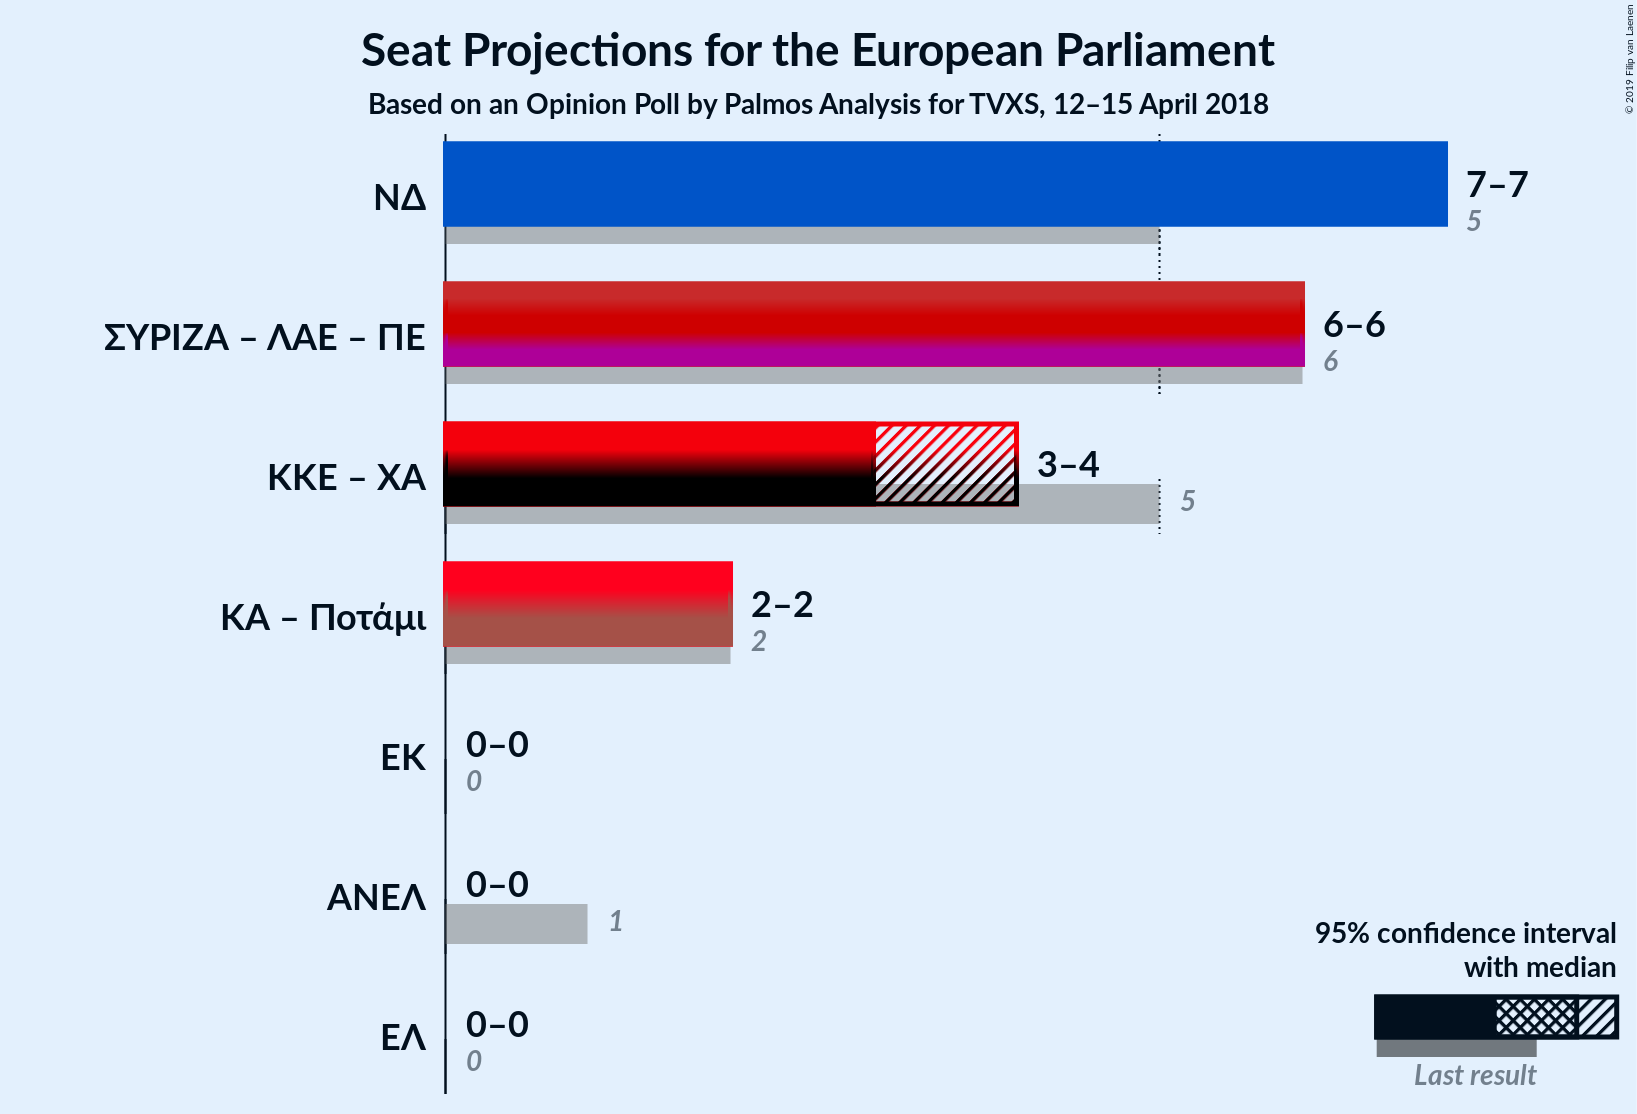 Seat Projections for the European Parliament
Based on an Opinion Poll by Palmos Analysis for TVXS, 12–15 April 2018
© 2019 Filip van Laenen
ΝΔ
7–7
5
ΣΥΡΙΖΑ – ΛΑΕ – ΠΕ
6–6
6
ΚΚΕ – ΧΑ
3–4
5
ΚΑ – Ποτάμι
2–2
2
ΕΚ
0–0
0
ΑΝΕΛ
0–0
1
ΕΛ
0–0
0
95% confidence interval
with median
Last result